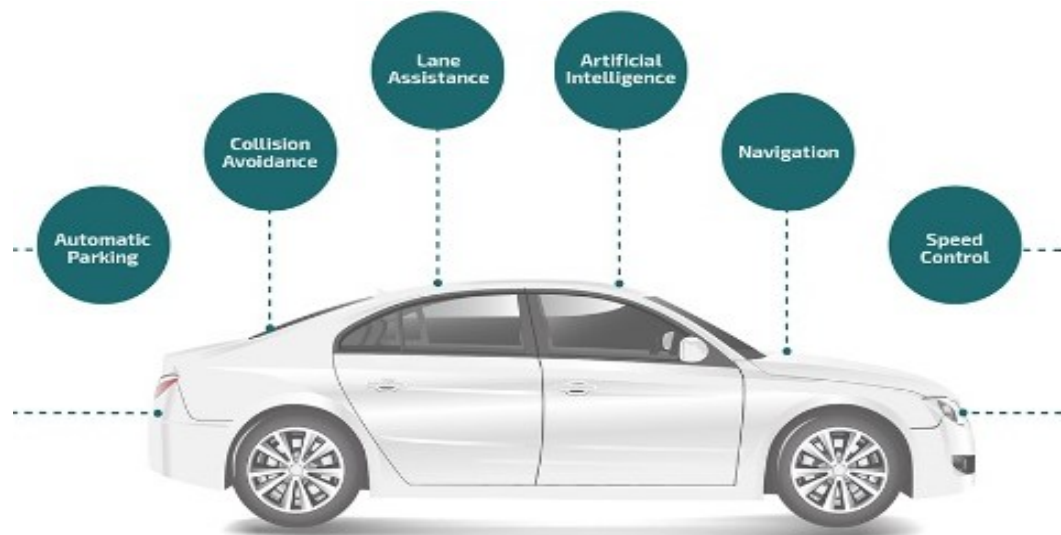 Lane
Assistance
Artificial
Intelligence
Collision
Avoidance
Navigation
Automatic
Parking
Speed
Control